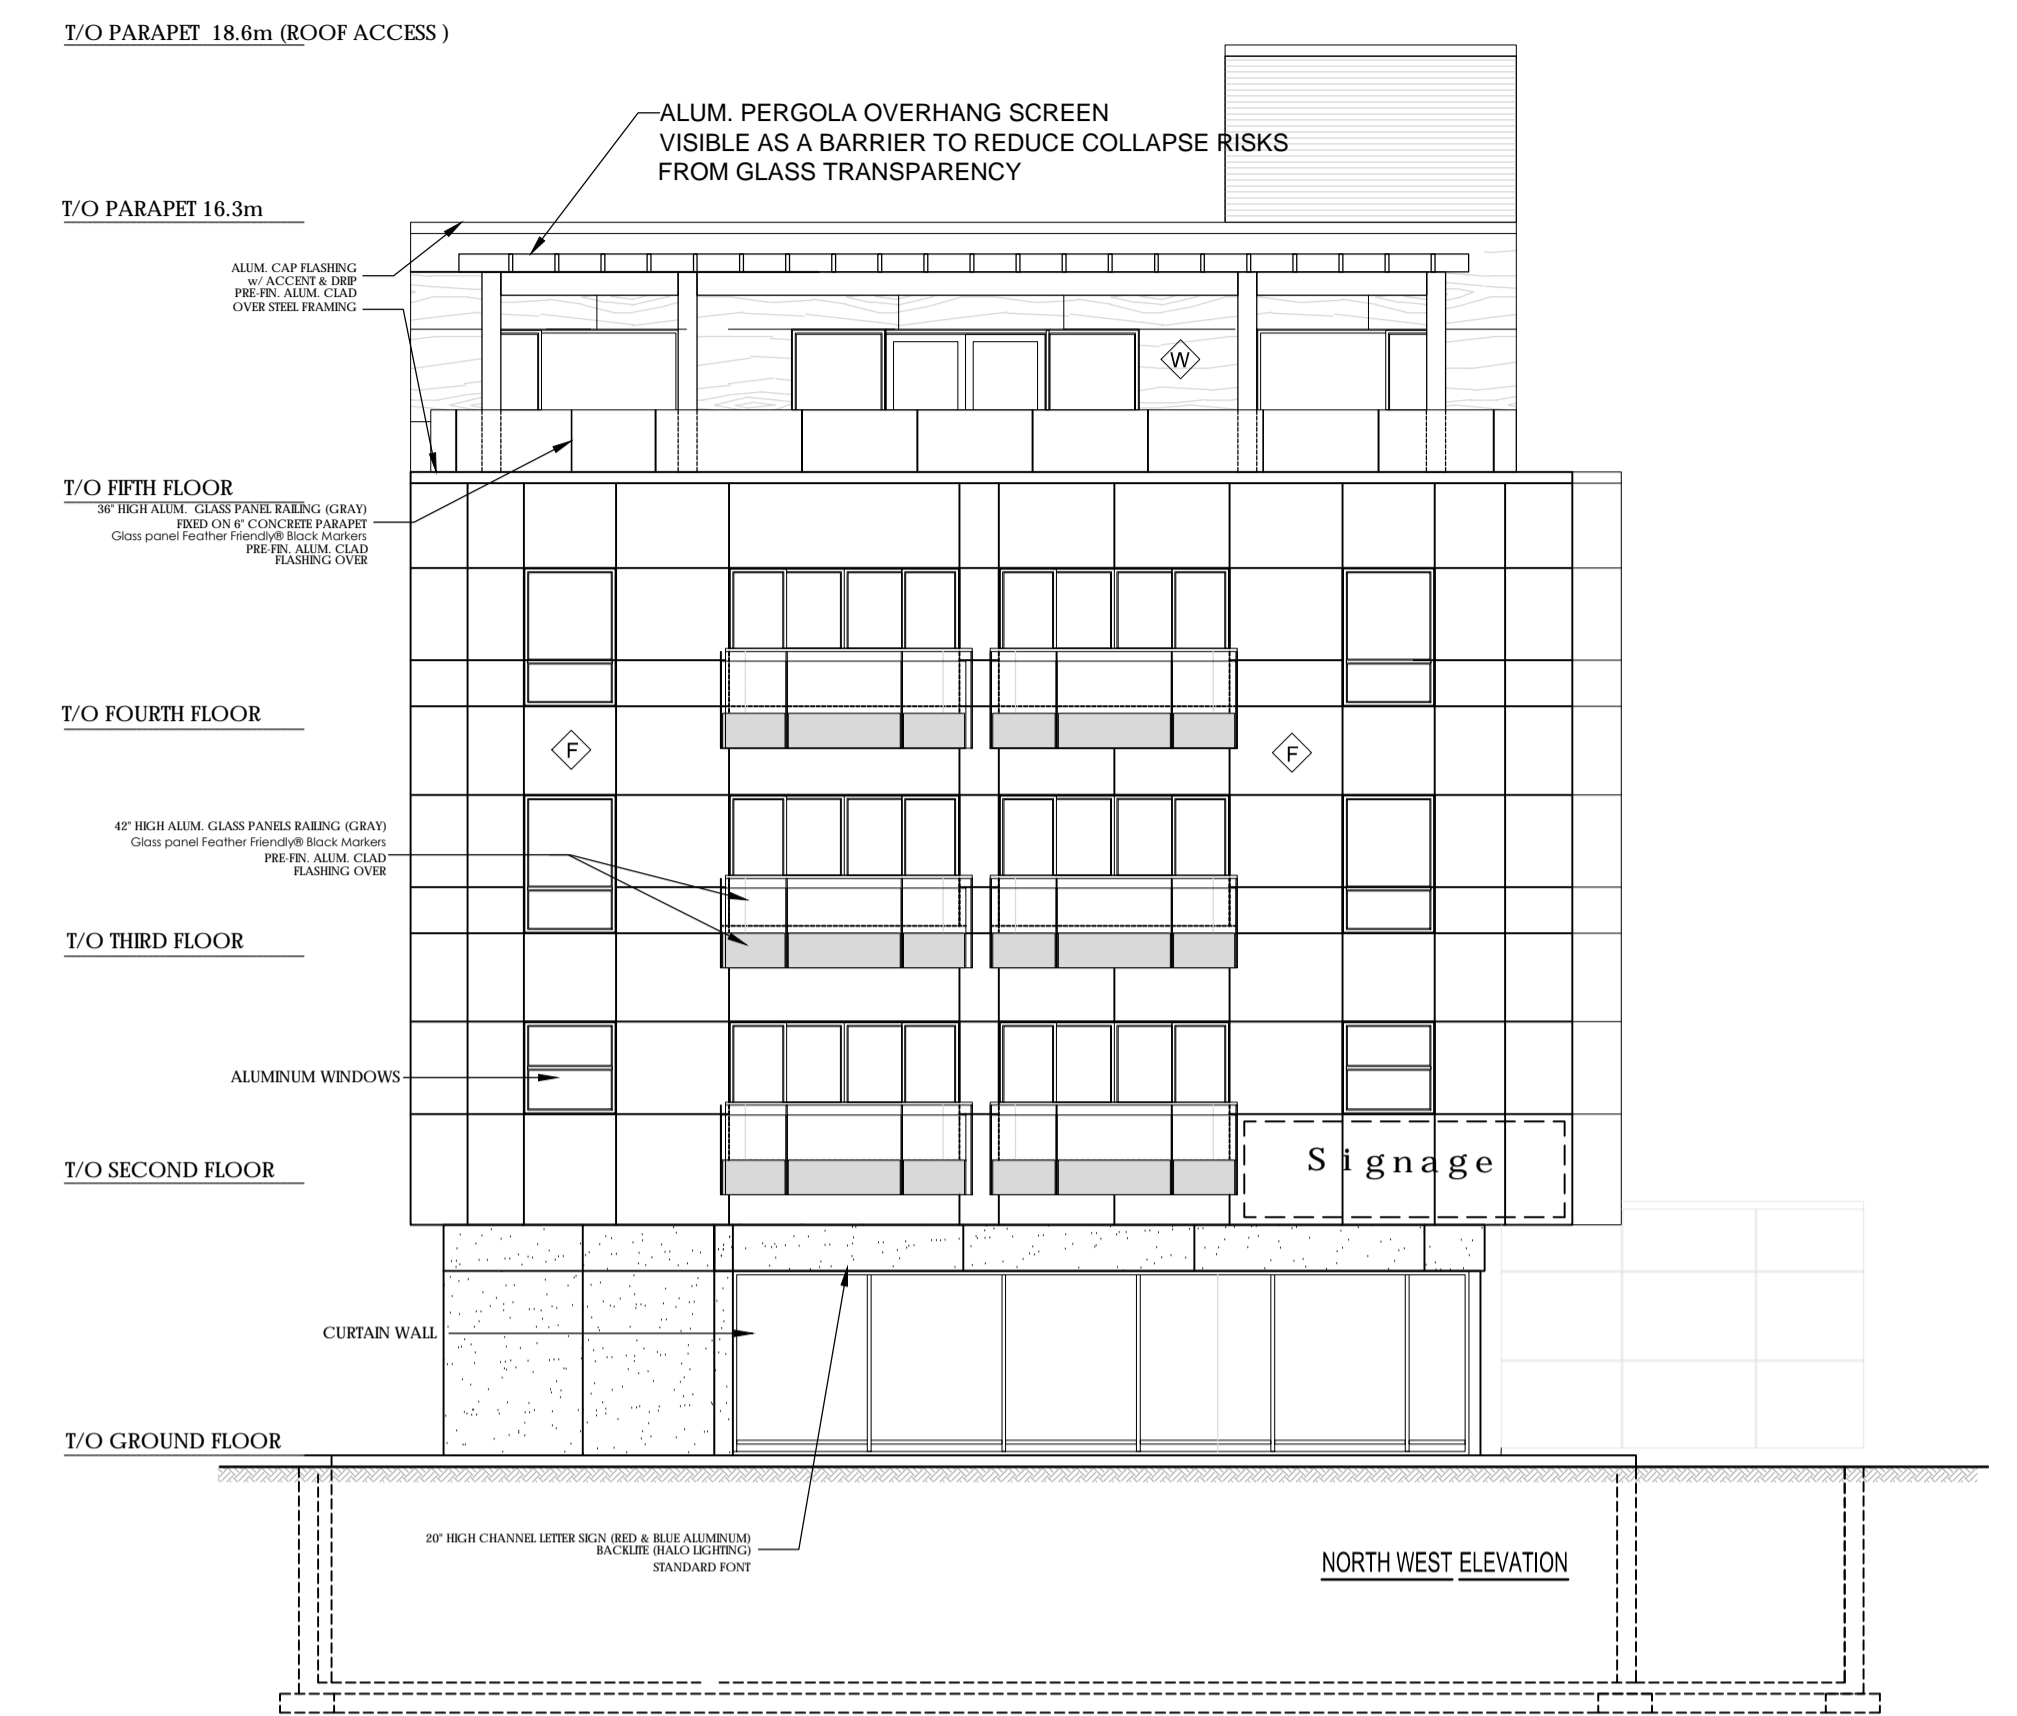 T/O PARAPET 18.6m (ROOF ACCESS )
ALUM. PERGOLA OVERHANG SCREEN
VISIBLE AS A BARRIER TO REDUCE COLLAPSE RISKS
FROM GLASS TRANSPARENCY
T/O PARAPET 16.3m
ALUM. CAP FLASHING
w/ ACCENT & DRIP
PRE-FIN. ALUM. CLAD
OVER STEEL FRAMING
W
T/O FIFTH FLOOR
36" HIGH ALUM. GLASS PANEL RAILING (GRAY)
FIXED ON 6" CONCRETE PARAPET
Glass panel Feather Friendly® Black Markers
PRE-FIN. ALUM. CLAD
FLASHING OVER
T/O FOURTH FLOOR
F
F
42" HIGH ALUM. GLASS PANELS RAILING (GRAY)
Glass panel Feather Friendly® Black Markers
PRE-FIN. ALUM. CLAD
FLASHING OVER
T/O THIRD FLOOR
ALUMINUM WINDOWS
T/O SECOND FLOOR
Signage
CURTAIN WALL
T/O GROUND FLOOR
20" HIGH CHANNEL LETTER SIGN (RED & BLUE ALUMINUM)
BACKLITE (HALO LIGHTING)
STANDARD FONT
NORTH WEST ELEVATION